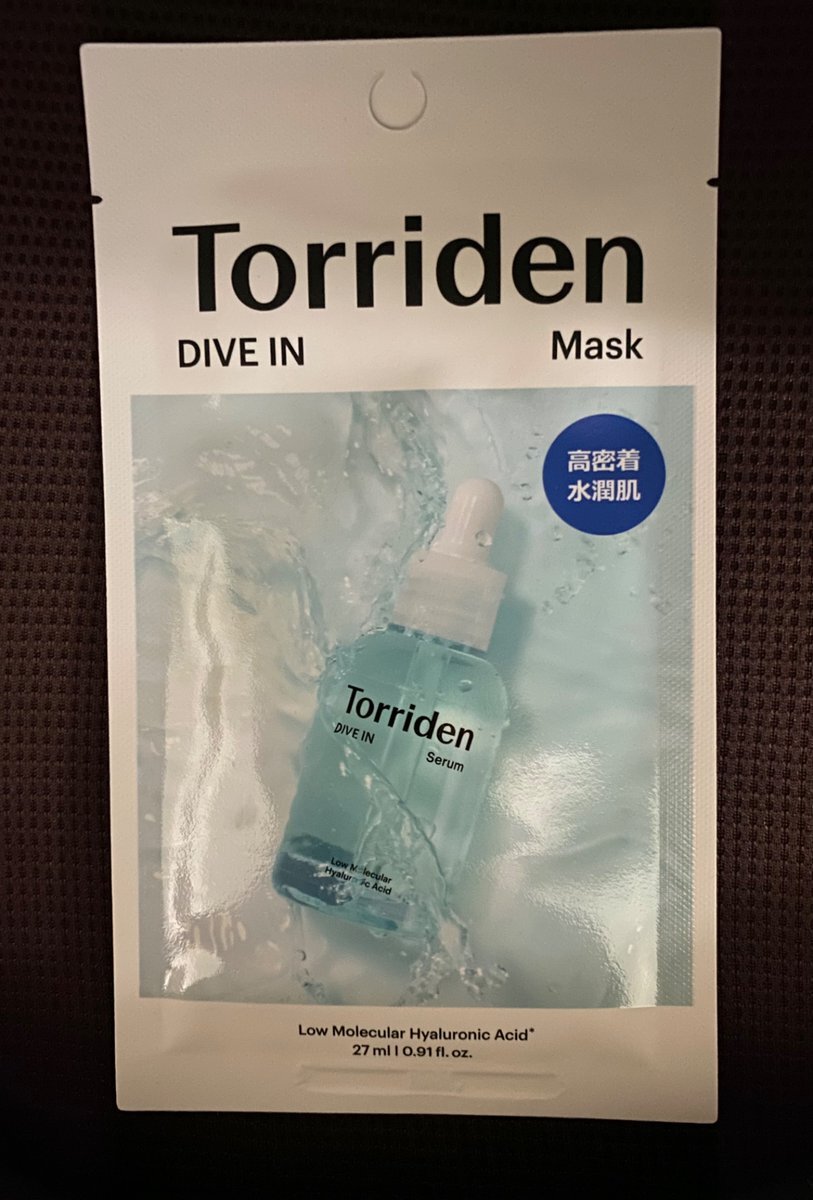 Torriden
DIVE IN Mask
高密着
水潤肌
Torriden
DIVE IN
Serum
Low Molecular
Hyaluronic Acid
Low Molecular Hyaluronic Acid*
27 ml | 0.91 fl. oz.